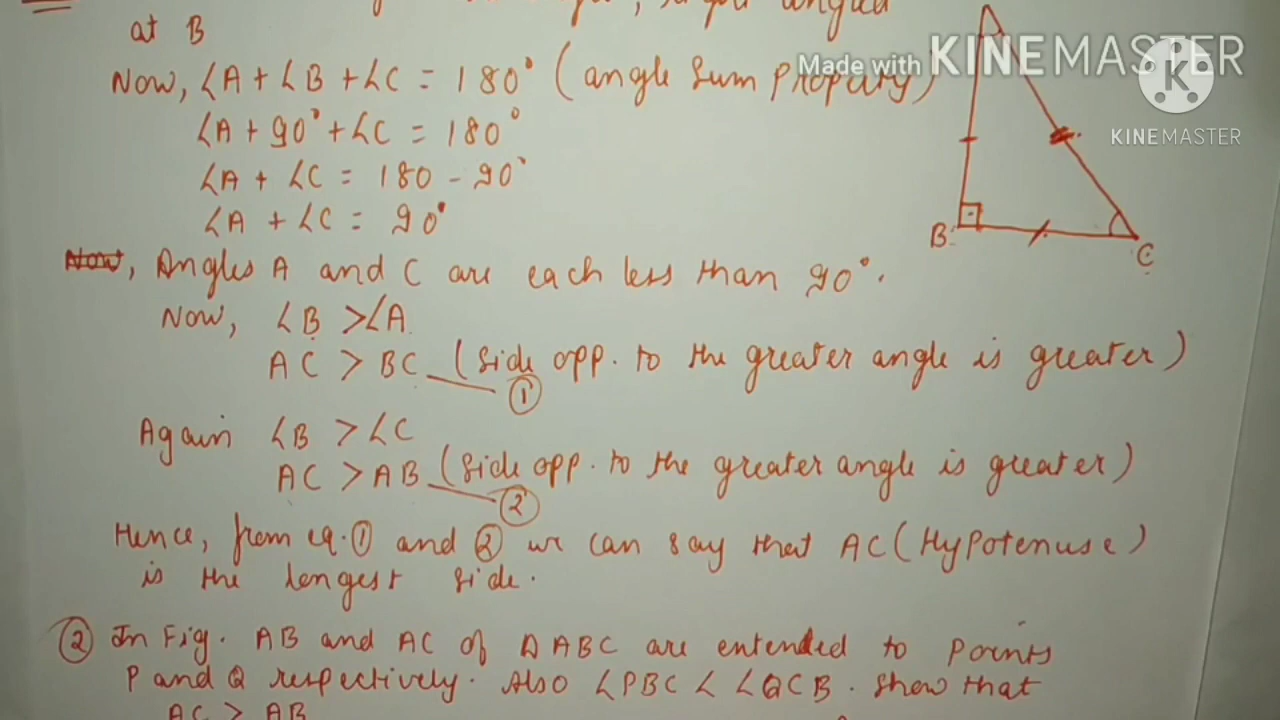 at B
Now, ∠A + ∠B + ∠C = 180° (angle sum property)
∠A + 90° + ∠C = 180°
∠A + ∠C = 180 - 90°
∠A + ∠C = 90°
Now, Angles A and C are each less than 90°.
Now, ∠B > ∠A
AC > BC (side opp. to the greater angle is greater)
①
Again ∠B > ∠C
AC > AB (side opp. to the greater angle is greater)
②
Hence, from eq. ① and ② we can say that AC (Hypotenuse)
is the longest side.
② In Fig. AB and AC of ∆ ABC are entended to points
P and Q respectively. Also ∠PBC < ∠QCB. Show that
AC > AB
B
C
Made with KINEMASTER
K
KINEMASTER